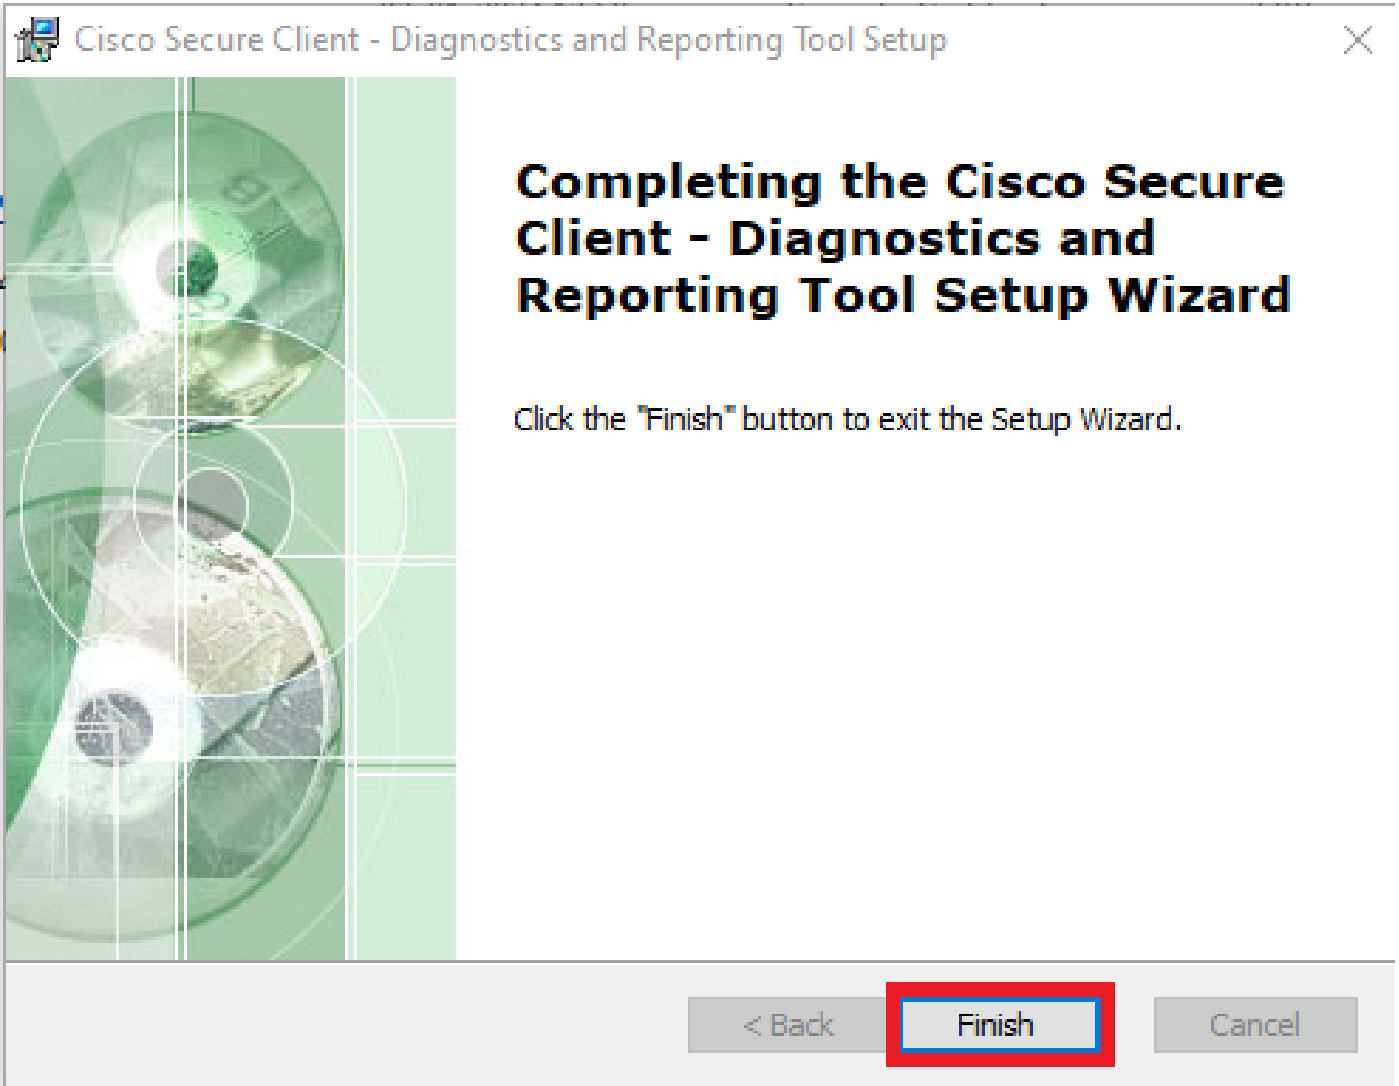 Cisco Secure Client - Diagnostics and Reporting Tool Setup
Completing the Cisco Secure
Client - Diagnostics and
Reporting Tool Setup Wizard
Click the "Finish" button to exit the Setup Wizard.
< Back
Finish
Cancel